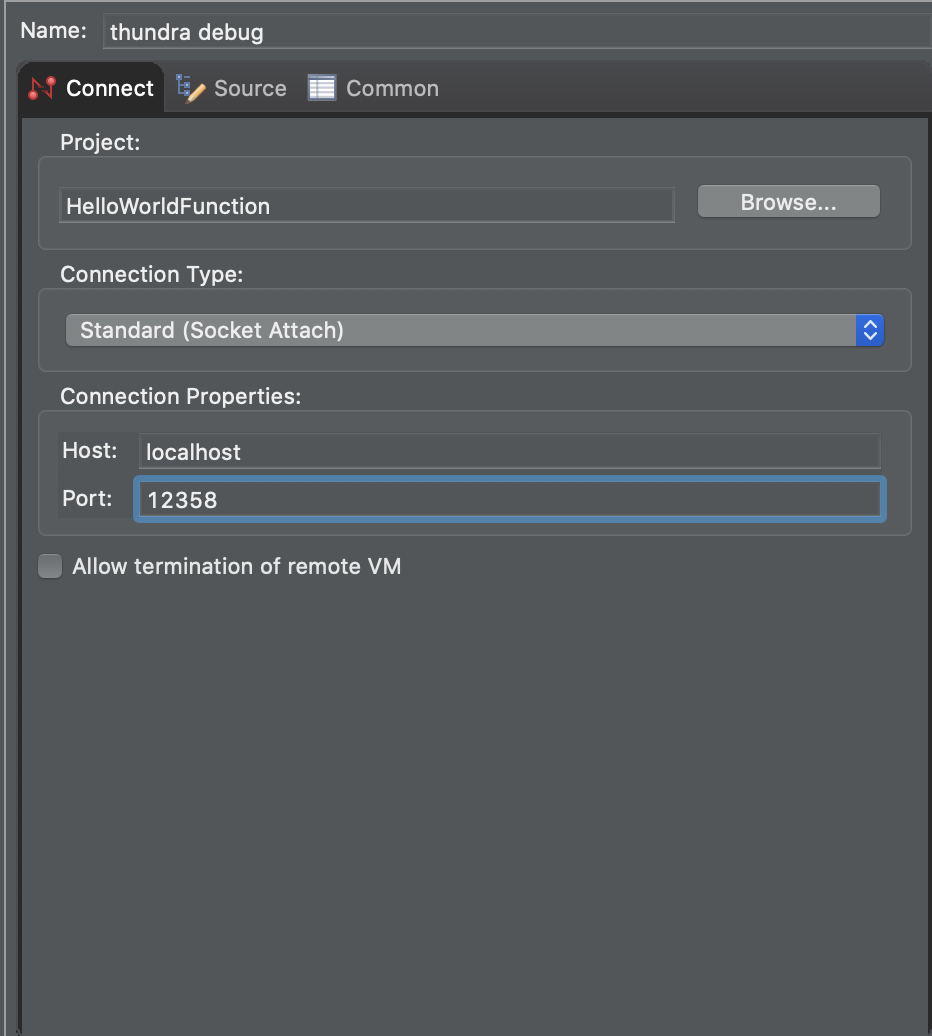 Name: thundra debug
Connect Source Common
Project:
HelloWorldFunction Browse...
Connection Type:
Standard (Socket Attach)
Connection Properties:
Host: localhost
Port: 12358
Allow termination of remote VM